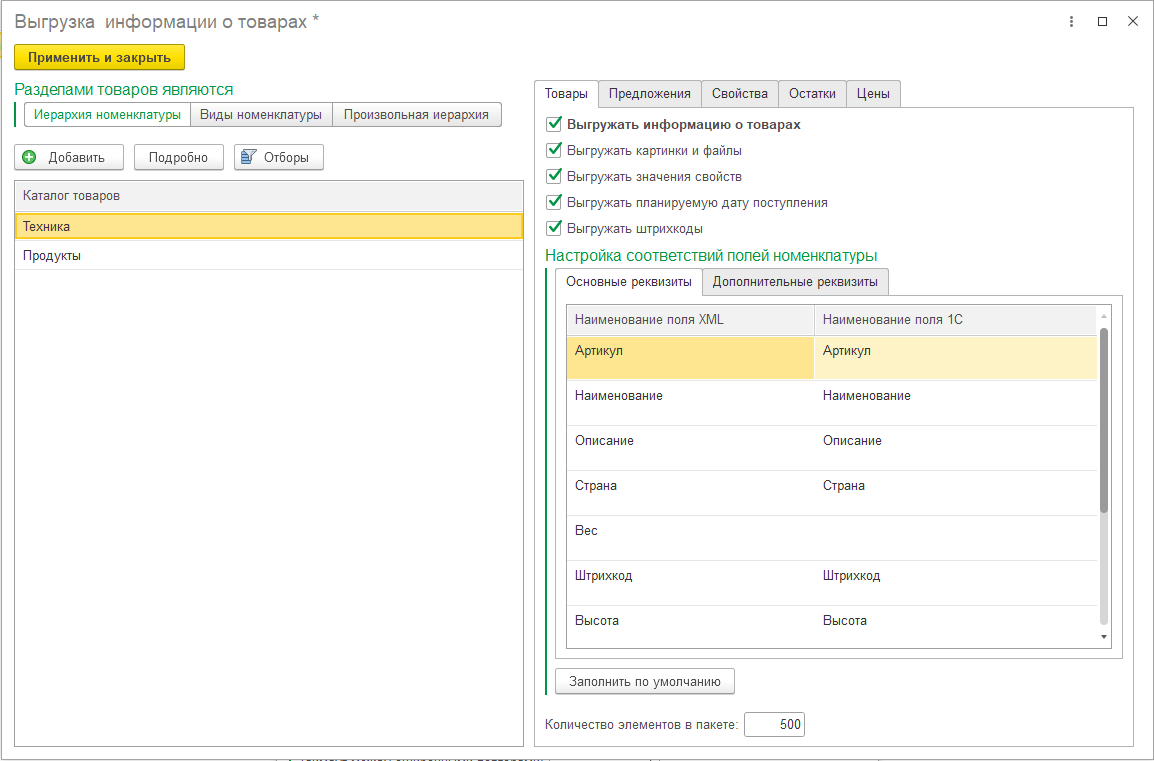 Выгрузка информации о товарах *
Применить и закрыть
Разделами товаров являются
Иерархия номенклатуры Виды номенклатуры Произвольная иерархия
Добавить Подробно Отборы
Каталог товаров
Техника
Продукты
Товары Предложения Свойства Остатки Цены
Выгружать информацию о товарах
Выгружать картинки и файлы
Выгружать значения свойств
Выгружать планируемую дату поступления
Выгружать штрихкоды
Настройка соответствий полей номенклатуры
Основные реквизиты Дополнительные реквизиты
Наименование поля XML Наименование поля 1С
Артикул Артикул
Наименование Наименование
Описание Описание
Страна Страна
Вес
Штрихкод Штрихкод
Высота Высота
Заполнить по умолчанию
Количество элементов в пакете: 500